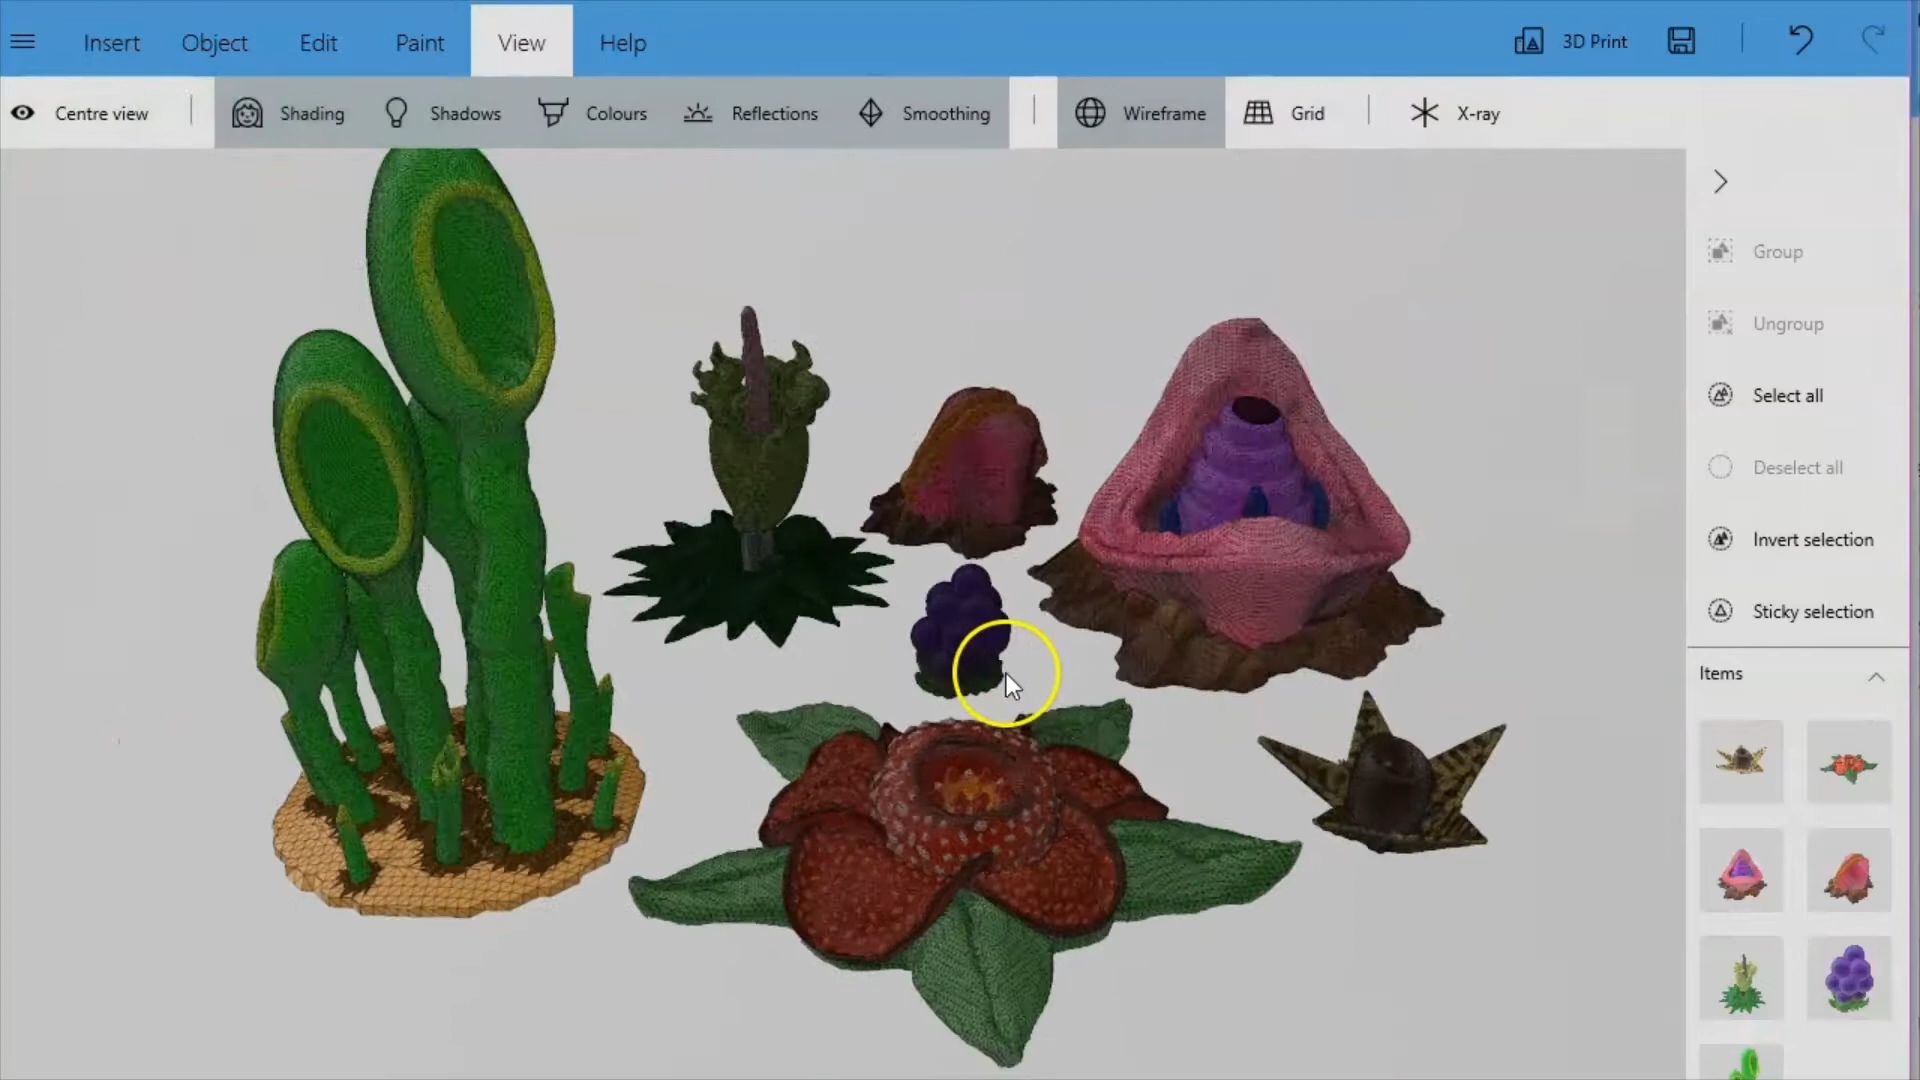 Insert Object Edit Paint View Help 3D Print
Centre view Shading Shadows Colours Reflections Smoothing Wireframe Grid X-ray
Group
Ungroup
Select all
Deselect all
Invert selection
Sticky selection
Items